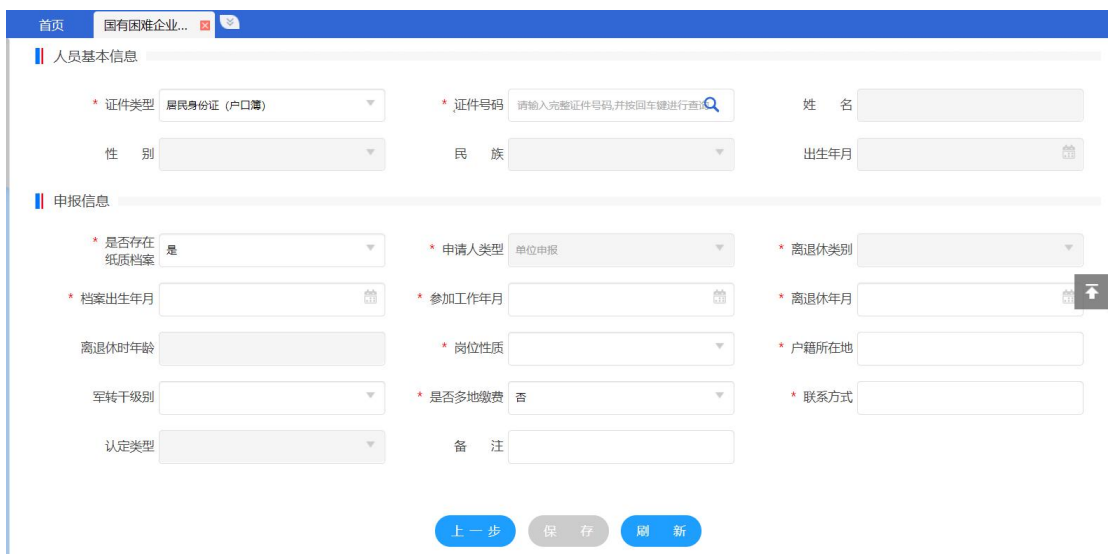 首页 国有困难企业...
人员基本信息
* 证件类型 居民身份证（户口簿） * 证件号码 请输入完整证件号码,并按回车键进行查询 姓 名
性 别 民 族 出生年月
申报信息
* 是否存在纸质档案 是 * 申请人类型 单位申报 * 离退休类别
* 档案出生年月 * 参加工作年月 * 离退休年月
离退休时年龄 * 岗位性质 * 户籍所在地
军转干级别 * 是否多地缴费 否 * 联系方式
认定类型 备 注
上一步 保 存 刷 新